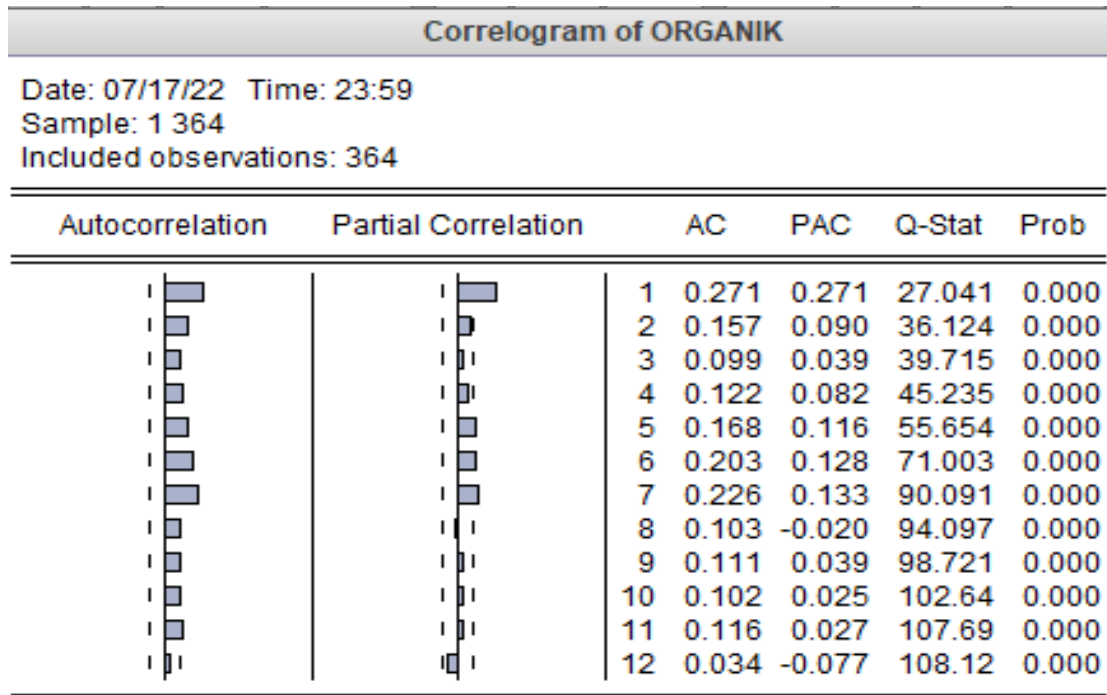 Correlogram of ORGANIK
Date: 07/17/22 Time: 23:59
Sample: 1 364
Included observations: 364
Autocorrelation Partial Correlation AC PAC Q-Stat Prob
1 0.271 0.271 27.041 0.000
2 0.157 0.090 36.124 0.000
3 0.099 0.039 39.715 0.000
4 0.122 0.082 45.235 0.000
5 0.168 0.116 55.654 0.000
6 0.203 0.128 71.003 0.000
7 0.226 0.133 90.091 0.000
8 0.103 -0.020 94.097 0.000
9 0.111 0.039 98.721 0.000
10 0.102 0.025 102.64 0.000
11 0.116 0.027 107.69 0.000
12 0.034 -0.077 108.12 0.000